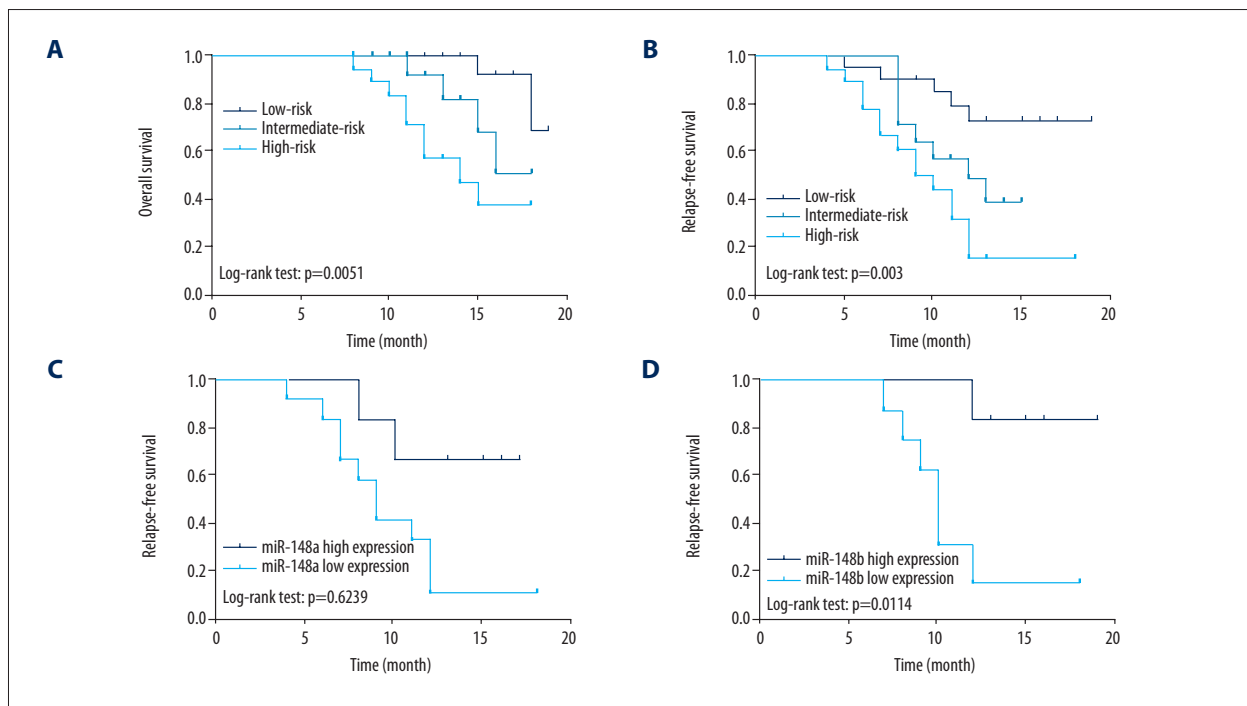 A
1.0
0.8
0.6
0.4
0.2
0.0
Overall survival
Low-risk
Intermediate-risk
High-risk
Log-rank test: p=0.0051
0 5 10 15 20
Time (month)
B
1.0
0.8
0.6
0.4
0.2
0.0
Relapse-free survival
Low-risk
Intermediate-risk
High-risk
Log-rank test: p=0.003
0 5 10 15 20
Time (month)
C
1.0
0.8
0.6
0.4
0.2
0.0
Relapse-free survival
miR-148a high expression
miR-148a low expression
Log-rank test: p=0.6239
0 5 10 15 20
Time (month)
D
1.0
0.8
0.6
0.4
0.2
0.0
Relapse-free survival
miR-148b high expression
miR-148b low expression
Log-rank test: p=0.0114
0 5 10 15 20
Time (month)